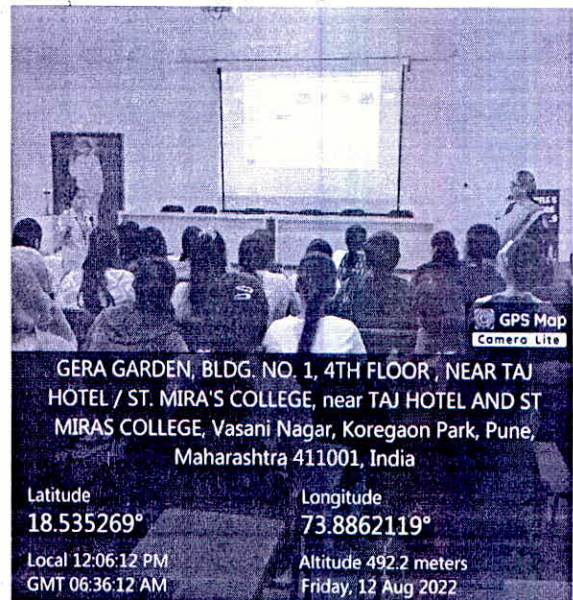 GPS Map
Camera Lite
GERA GARDEN, BLDG. NO. 1, 4TH FLOOR , NEAR TAJ
HOTEL / ST. MIRA'S COLLEGE, near TAJ HOTEL AND ST
MIRAS COLLEGE, Vasani Nagar, Koregaon Park, Pune,
Maharashtra 411001, India
Latitude
18.535269°
Longitude
73.8862119°
Local 12:06:12 PM
GMT 06:36:12 AM
Altitude 492.2 meters
Friday, 12 Aug 2022